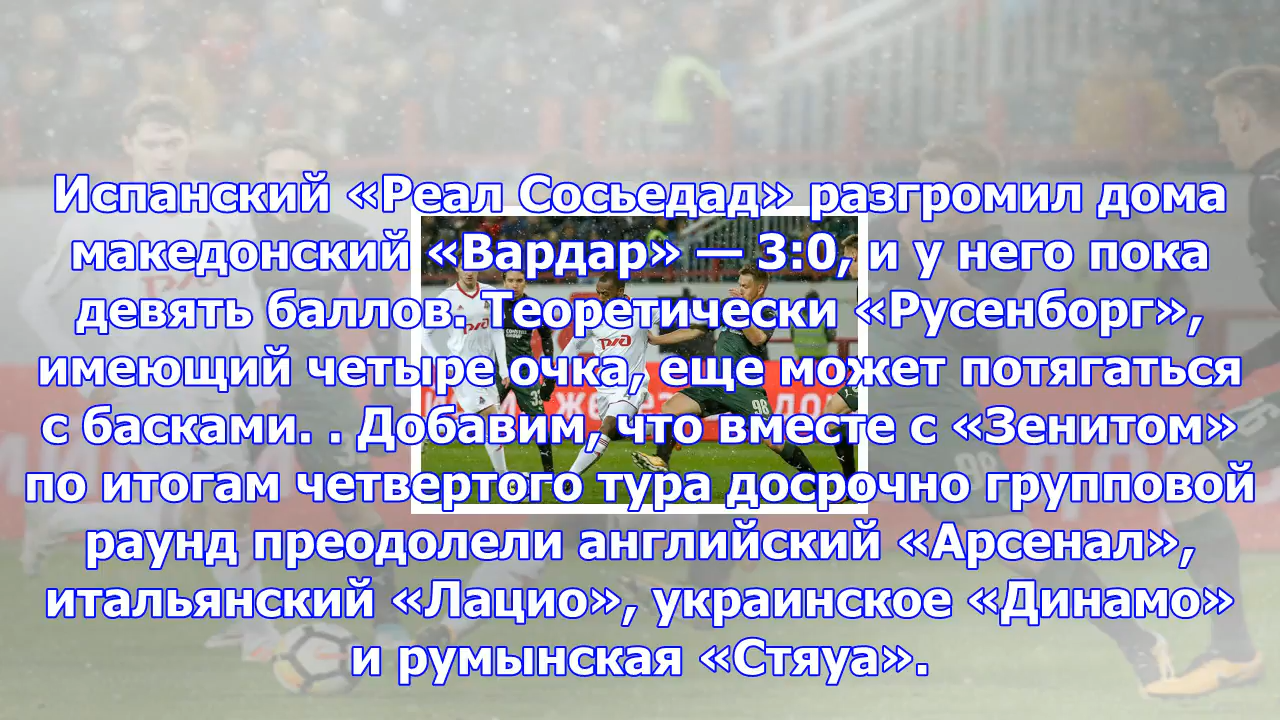 Испанский «Реал Сосьедад» разгромил дома
македонский «Вардар» — 3:0, и у него пока
девять баллов. Теоретически «Русенборг»,
имеющий четыре очка, еще может потягаться
с басками. . Добавим, что вместе с «Зенитом»
по итогам четвертого тура досрочно групповой
раунд преодолели английский «Арсенал»,
итальянский «Лацио», украинское «Динамо»
и румынская «Стяуа».
98